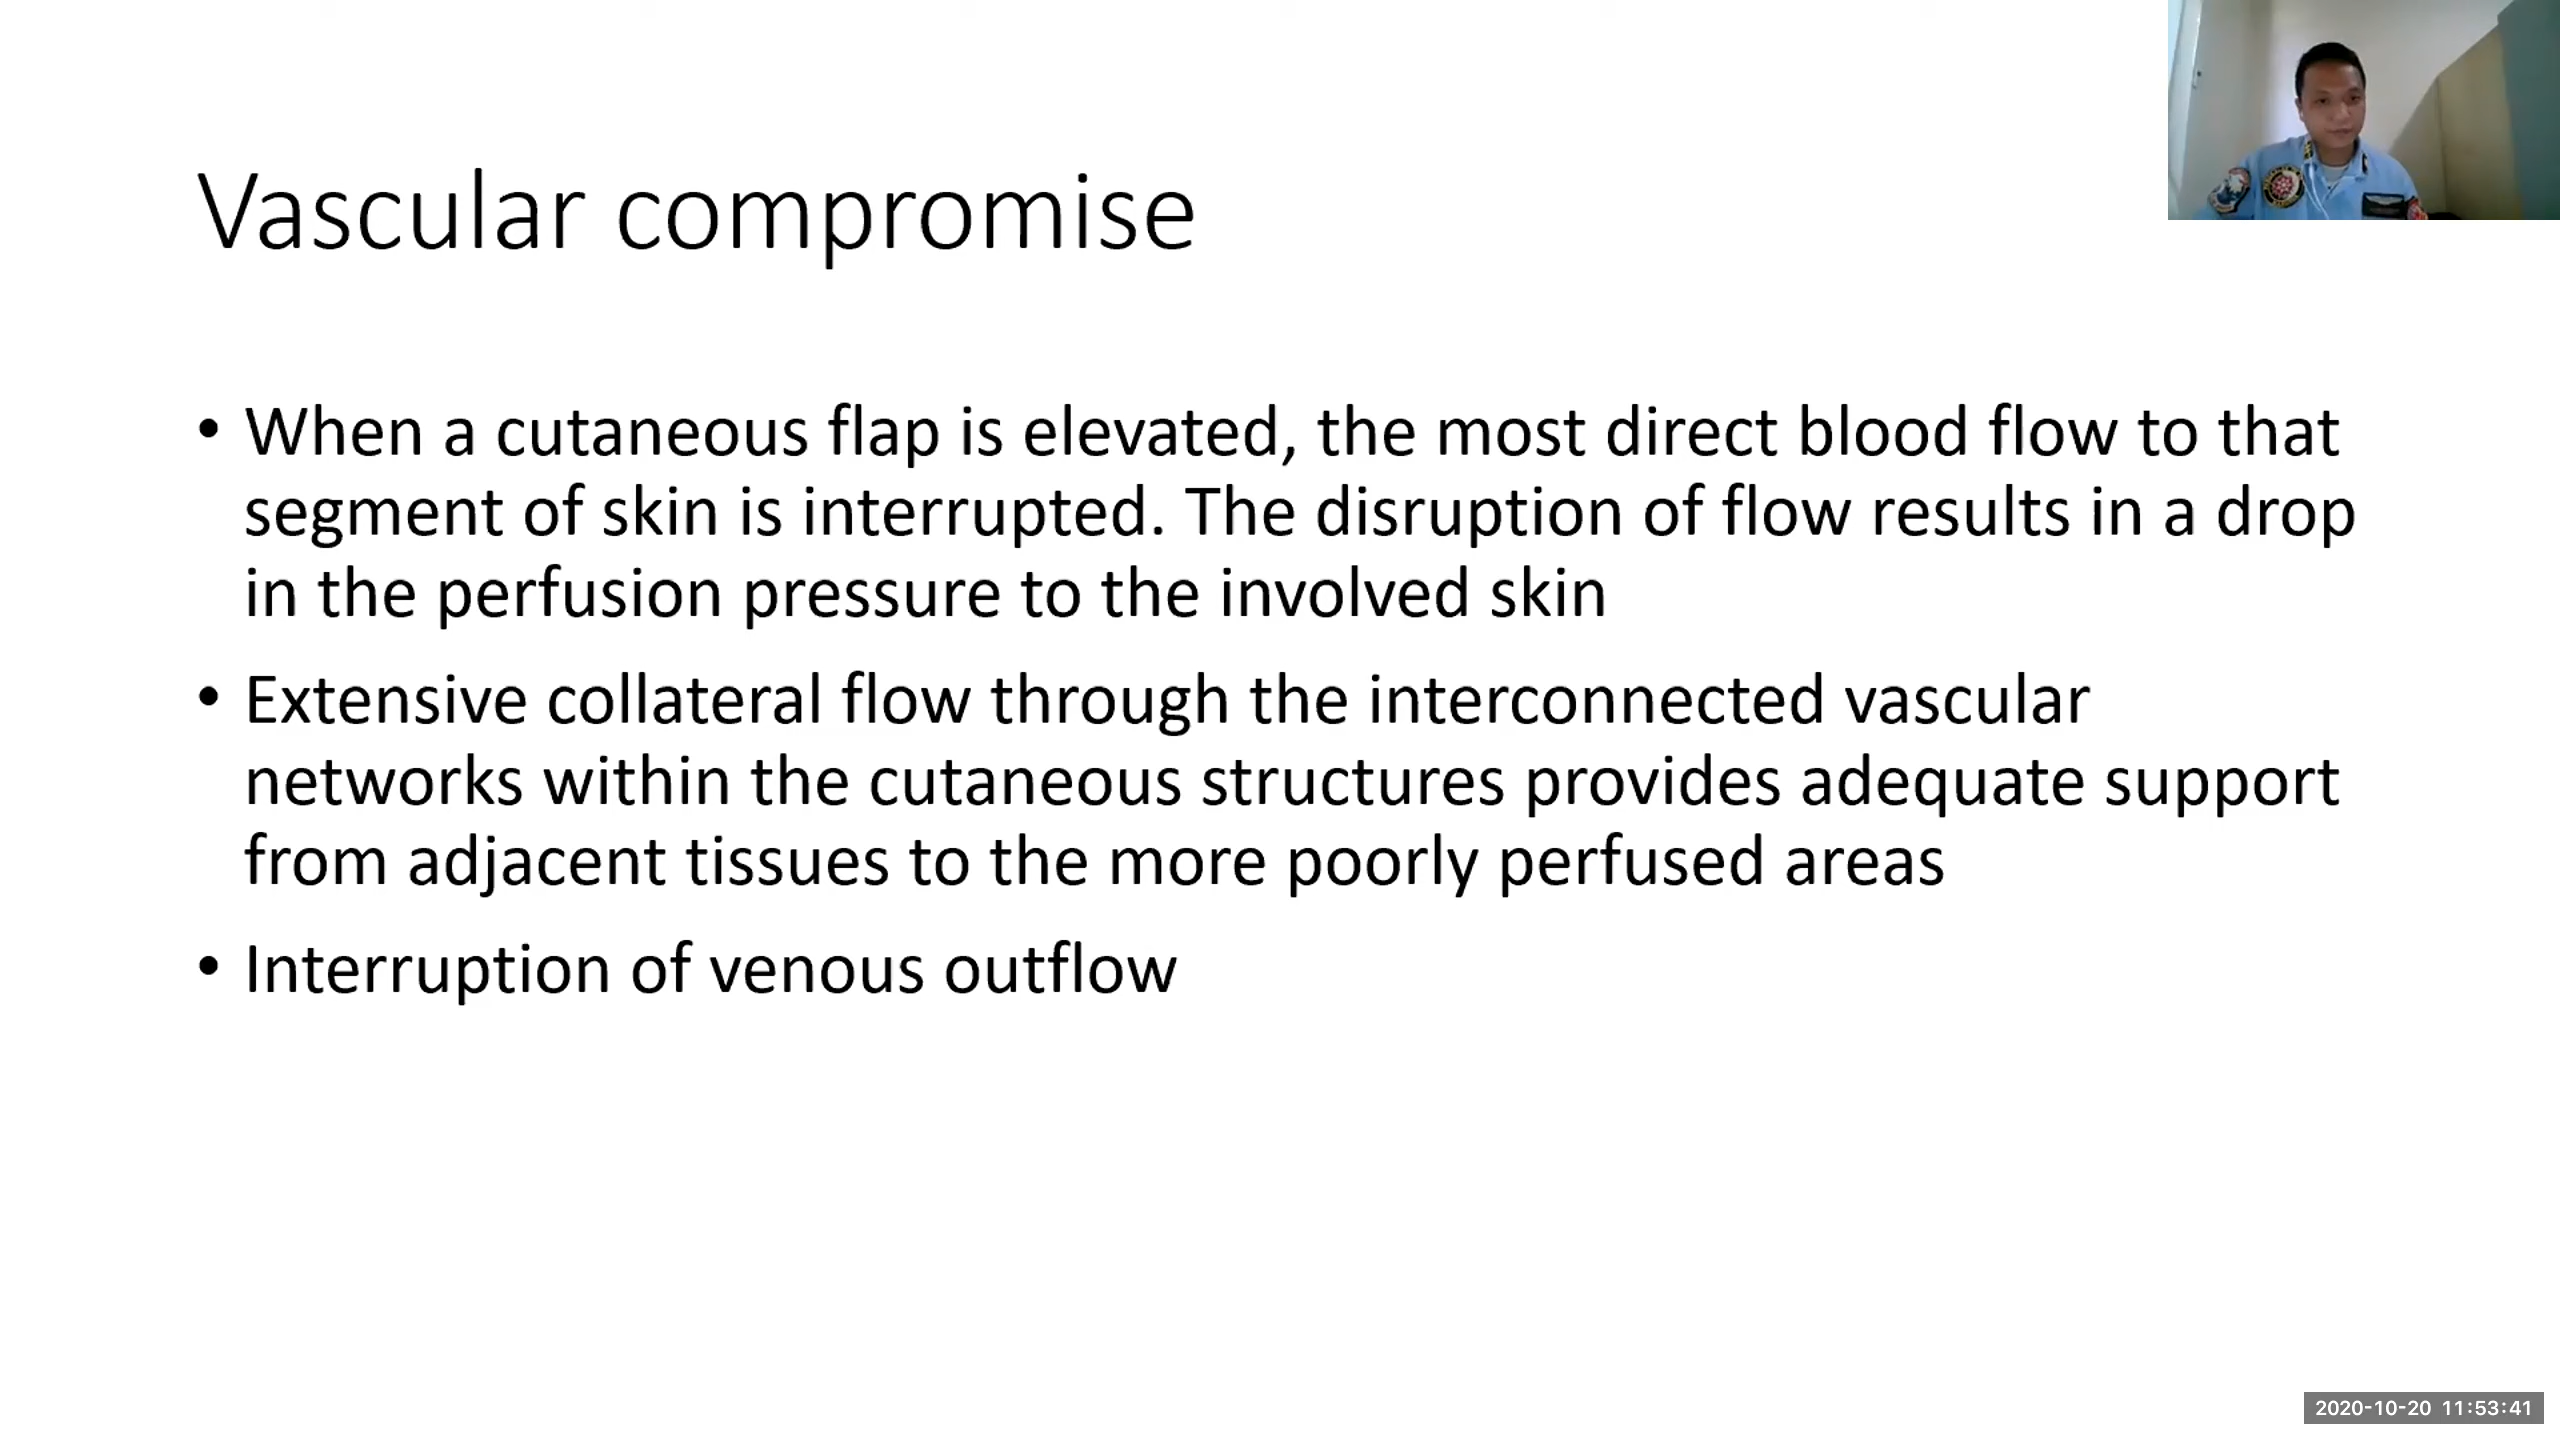 Vascular compromise
• When a cutaneous flap is elevated, the most direct blood flow to that
segment of skin is interrupted. The disruption of flow results in a drop
in the perfusion pressure to the involved skin
• Extensive collateral flow through the interconnected vascular
networks within the cutaneous structures provides adequate support
from adjacent tissues to the more poorly perfused areas
• Interruption of venous outflow
2020-10-20 11:53:41